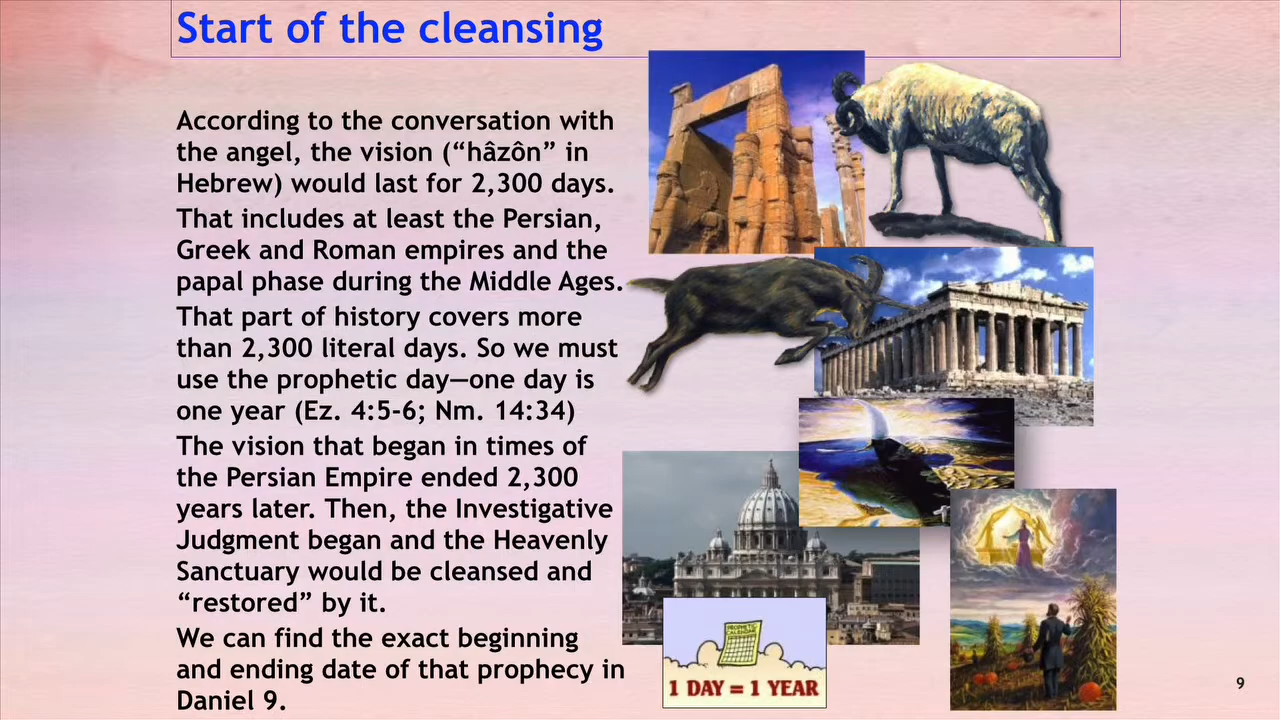 Start of the cleansing
According to the conversation with
the angel, the vision (“hâzôn” in
Hebrew) would last for 2,300 days.
That includes at least the Persian,
Greek and Roman empires and the
papal phase during the Middle Ages.
That part of history covers more
than 2,300 literal days. So we must
use the prophetic day—one day is
one year (Ez. 4:5-6; Nm. 14:34)
The vision that began in times of
the Persian Empire ended 2,300
years later. Then, the Investigative
Judgment began and the Heavenly
Sanctuary would be cleansed and
“restored” by it.
We can find the exact beginning
and ending date of that prophecy in
Daniel 9.
PROPHETIC
CALENDAR
1 DAY = 1 YEAR
9